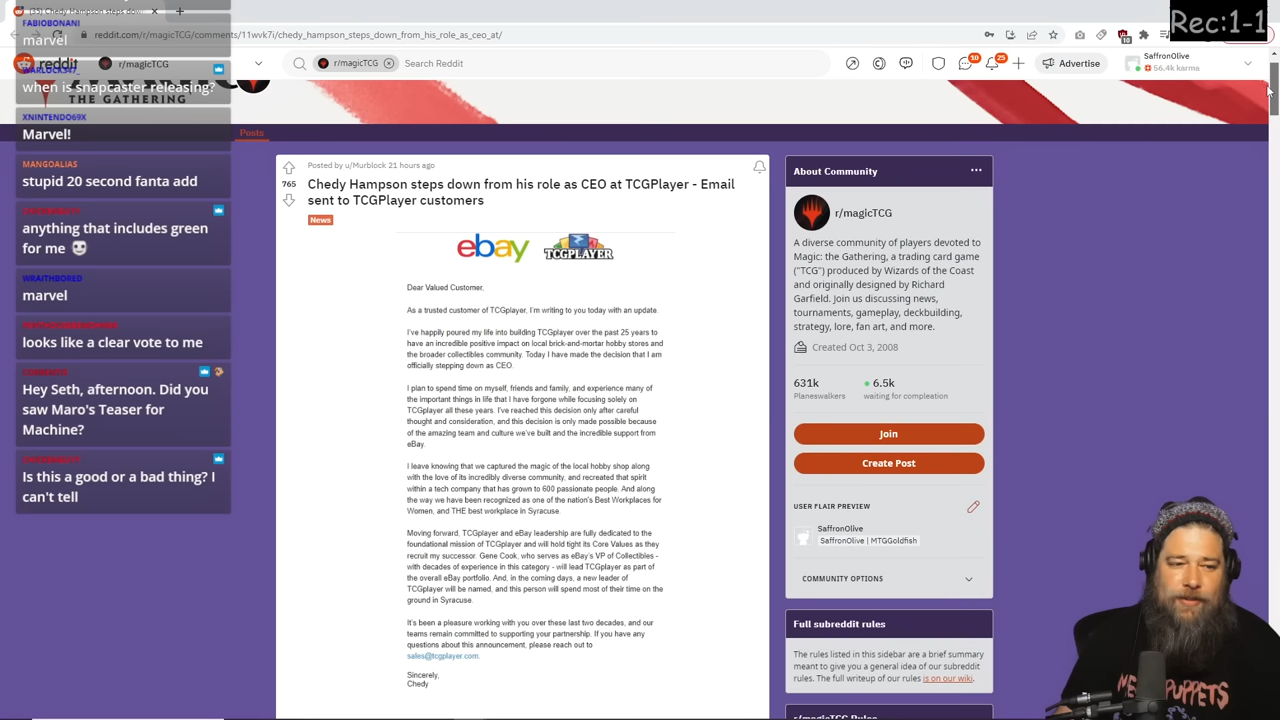 (35) Chedy Hampson steps down
Rec:1-1
reddit.com/r/magicTCG/comments/11wvk7i/chedy_hampson_steps_down_from_his_role_as_ceo_at/
reddit
r/magicTCG
r/magicTCG
Search Reddit
10
25
10
Advertise
SaffronOlive
56.4k karma
THE GATHERING
Posts
FABIOBONANI
marvel
when is snapcaster releasing?
XNINTENDO69X
Marvel!
MANGOALIAS
stupid 20 second fanta add
anything that includes green
for me
WRAITHBORED
marvel
looks like a clear vote to me
Hey Seth, afternoon. Did you
saw Maro's Teaser for
Machine?
Is this a good or a bad thing? I
can't tell
Posted by u/Murblock 21 hours ago
765
Chedy Hampson steps down from his role as CEO at TCGPlayer - Email
sent to TCGPlayer customers
News
ebay TCGPLAYER
Dear Valued Customer,
As a trusted customer of TCGplayer, I'm writing to you today with an update.
I've happily poured my life into building TCGplayer over the past 25 years to
have an incredible positive impact on local brick-and-mortar hobby stores and
the broader collectibles community. Today I have made the decision that I am
officially stepping down as CEO.
I plan to spend time on myself, friends and family, and experience many of
the important things in life that I have forgone while focusing solely on
TCGplayer all these years. I've reached this decision only after careful
thought and consideration, and this decision is only made possible because
of the amazing team and culture we've built and the incredible support from
eBay.
I leave knowing that we captured the magic of the local hobby shop along
with the love of its incredibly diverse community, and recreated that spirit
within a tech company that has grown to 600 passionate people. And along
the way we have been recognized as one of the nation's Best Workplaces for
Women, and THE best workplace in Syracuse.
Moving forward, TCGplayer and eBay leadership are fully dedicated to the
foundational mission of TCGplayer and will hold tight its Core Values as they
recruit my successor. Gene Cook, who serves as eBay's VP of Collectibles -
with decades of experience in this category - will lead TCGplayer as part of
the overall eBay portfolio. And, in the coming days, a new leader of
TCGplayer will be named, and this person will spend most of their time on the
ground in Syracuse.
It's been a pleasure working with you over these last two decades, and our
teams remain committed to supporting your partnership. If you have any
questions about this announcement, please reach out to
sales@tcgplayer.com.
Sincerely,
Chedy
About Community
r/magicTCG
A diverse community of players devoted to
Magic: the Gathering, a trading card game
("TCG") produced by Wizards of the Coast
and originally designed by Richard
Garfield. Join us discussing news,
tournaments, gameplay, deckbuilding,
strategy, lore, fan art, and more.
Created Oct 3, 2008
631k
Planeswalkers
6.5k
waiting for compleation
Join
Create Post
USER FLAIR PREVIEW
SaffronOlive
SaffronOlive | MTGGoldfish
COMMUNITY OPTIONS
Full subreddit rules
The rules listed in this sidebar are a brief summary
meant to give you a general idea of our subreddit
rules. The full writeup of our rules is on our wiki.
r/magicTCG Rules
PUPPETS